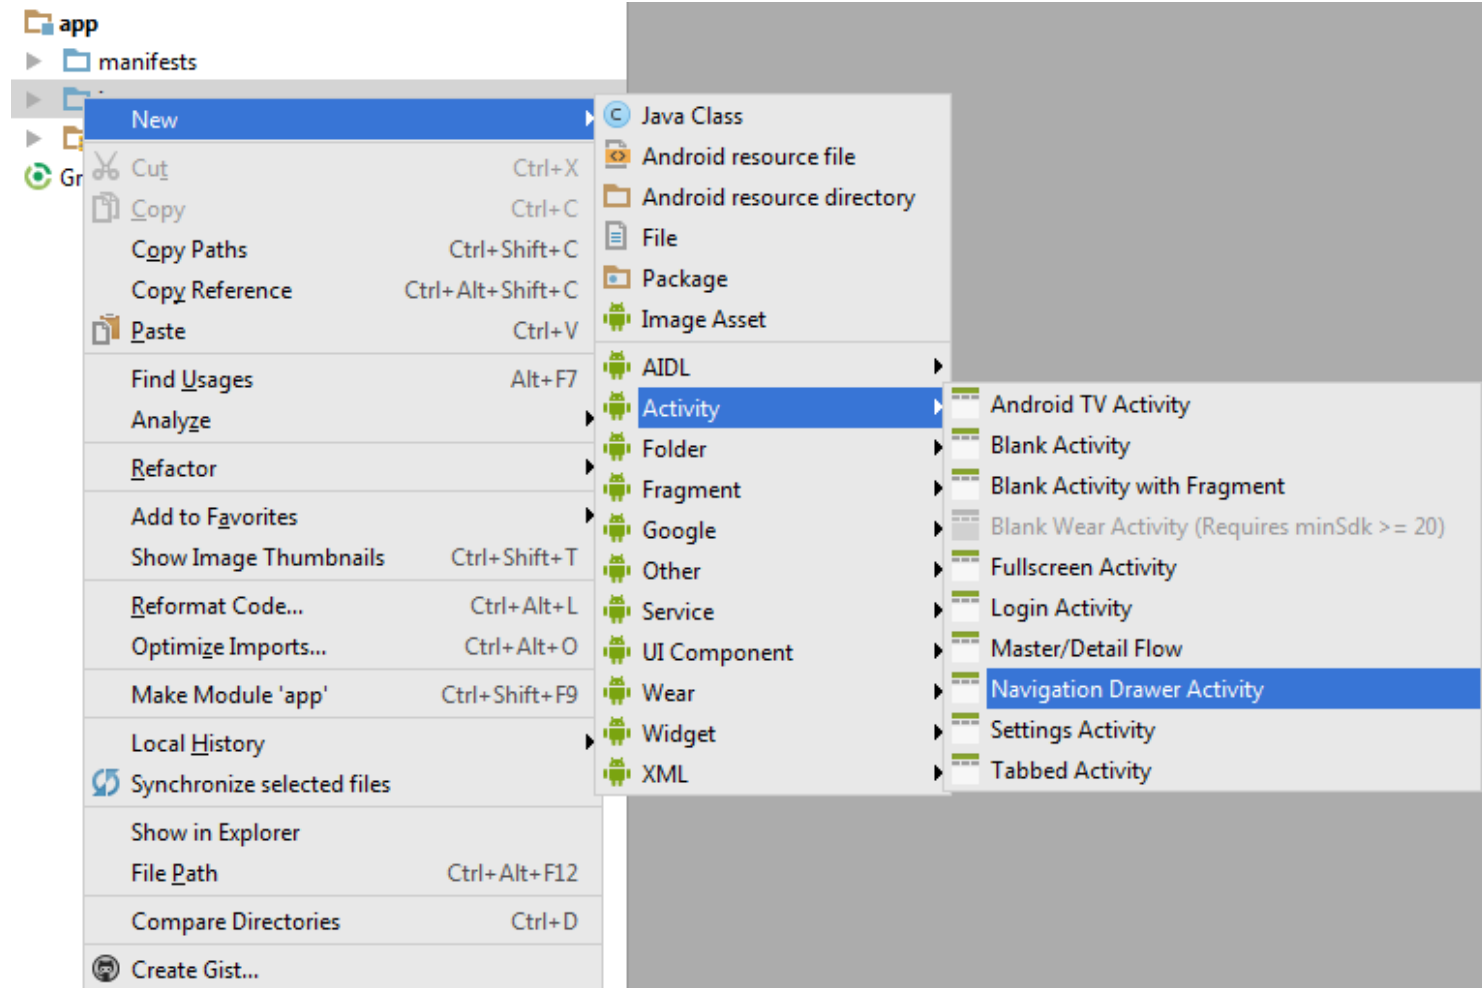 app
manifests
New
Cut Ctrl+X
Copy Ctrl+C
Copy Paths Ctrl+Shift+C
Copy Reference Ctrl+Alt+Shift+C
Paste Ctrl+V
Find Usages Alt+F7
Analyze
Refactor
Add to Favorites
Show Image Thumbnails Ctrl+Shift+T
Reformat Code... Ctrl+Alt+L
Optimize Imports... Ctrl+Alt+O
Make Module 'app' Ctrl+Shift+F9
Local History
Synchronize selected files
Show in Explorer
File Path Ctrl+Alt+F12
Compare Directories Ctrl+D
Create Gist...
Gr
Java Class
Android resource file
Android resource directory
File
Package
Image Asset
AIDL
Activity
Folder
Fragment
Google
Other
Service
UI Component
Wear
Widget
XML
Android TV Activity
Blank Activity
Blank Activity with Fragment
Blank Wear Activity (Requires minSdk >= 20)
Fullscreen Activity
Login Activity
Master/Detail Flow
Navigation Drawer Activity
Settings Activity
Tabbed Activity